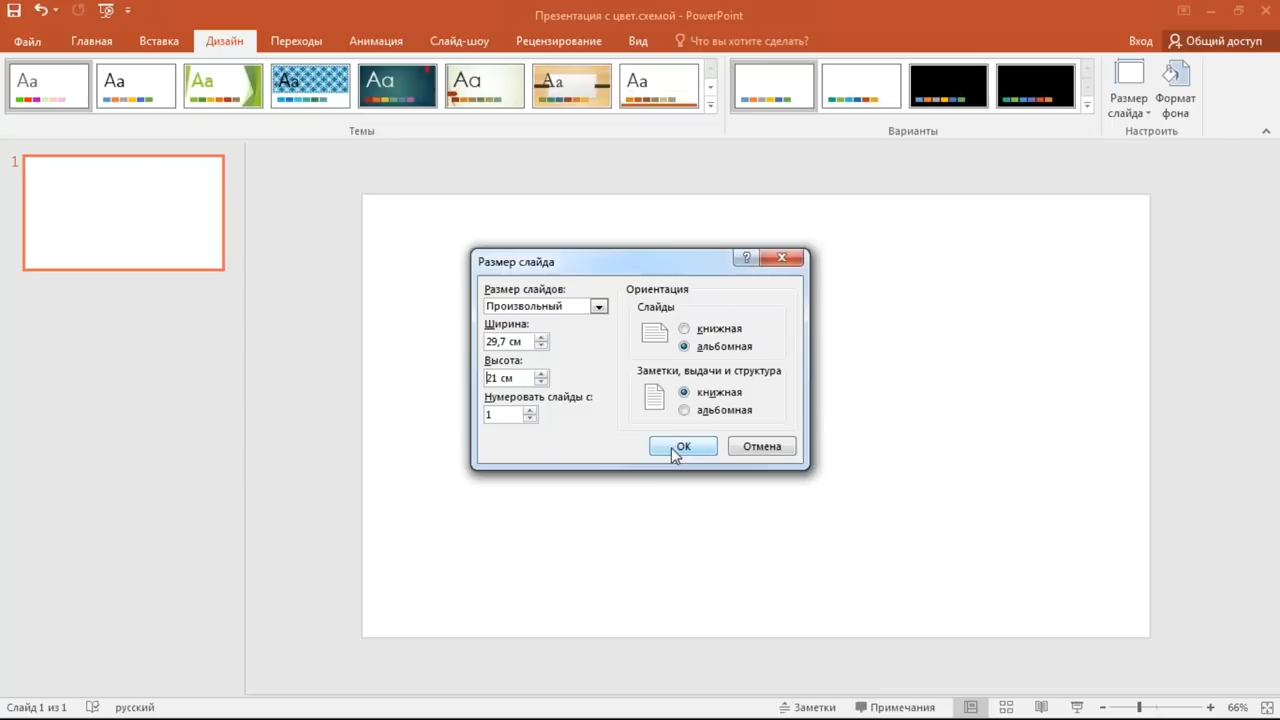 Презентация с цвет.схемой - PowerPoint
Файл Главная Вставка Дизайн Переходы Анимация Слайд-шоу Рецензирование Вид Что вы хотите сделать? Вход Общий доступ
Aa Aa Aa Aa Aa Aa Aa Aa
Размер слайда Формат фона
Темы Варианты Настроить
1
Размер слайда
Размер слайдов:
Произвольный
Ширина:
29,7 см
Высота:
21 см
Нумеровать слайды с:
1
Ориентация
Слайды
книжная
альбомная
Заметки, выдачи и структура
книжная
альбомная
ОК Отмена
Слайд 1 из 1 русский Заметки Примечания 66%